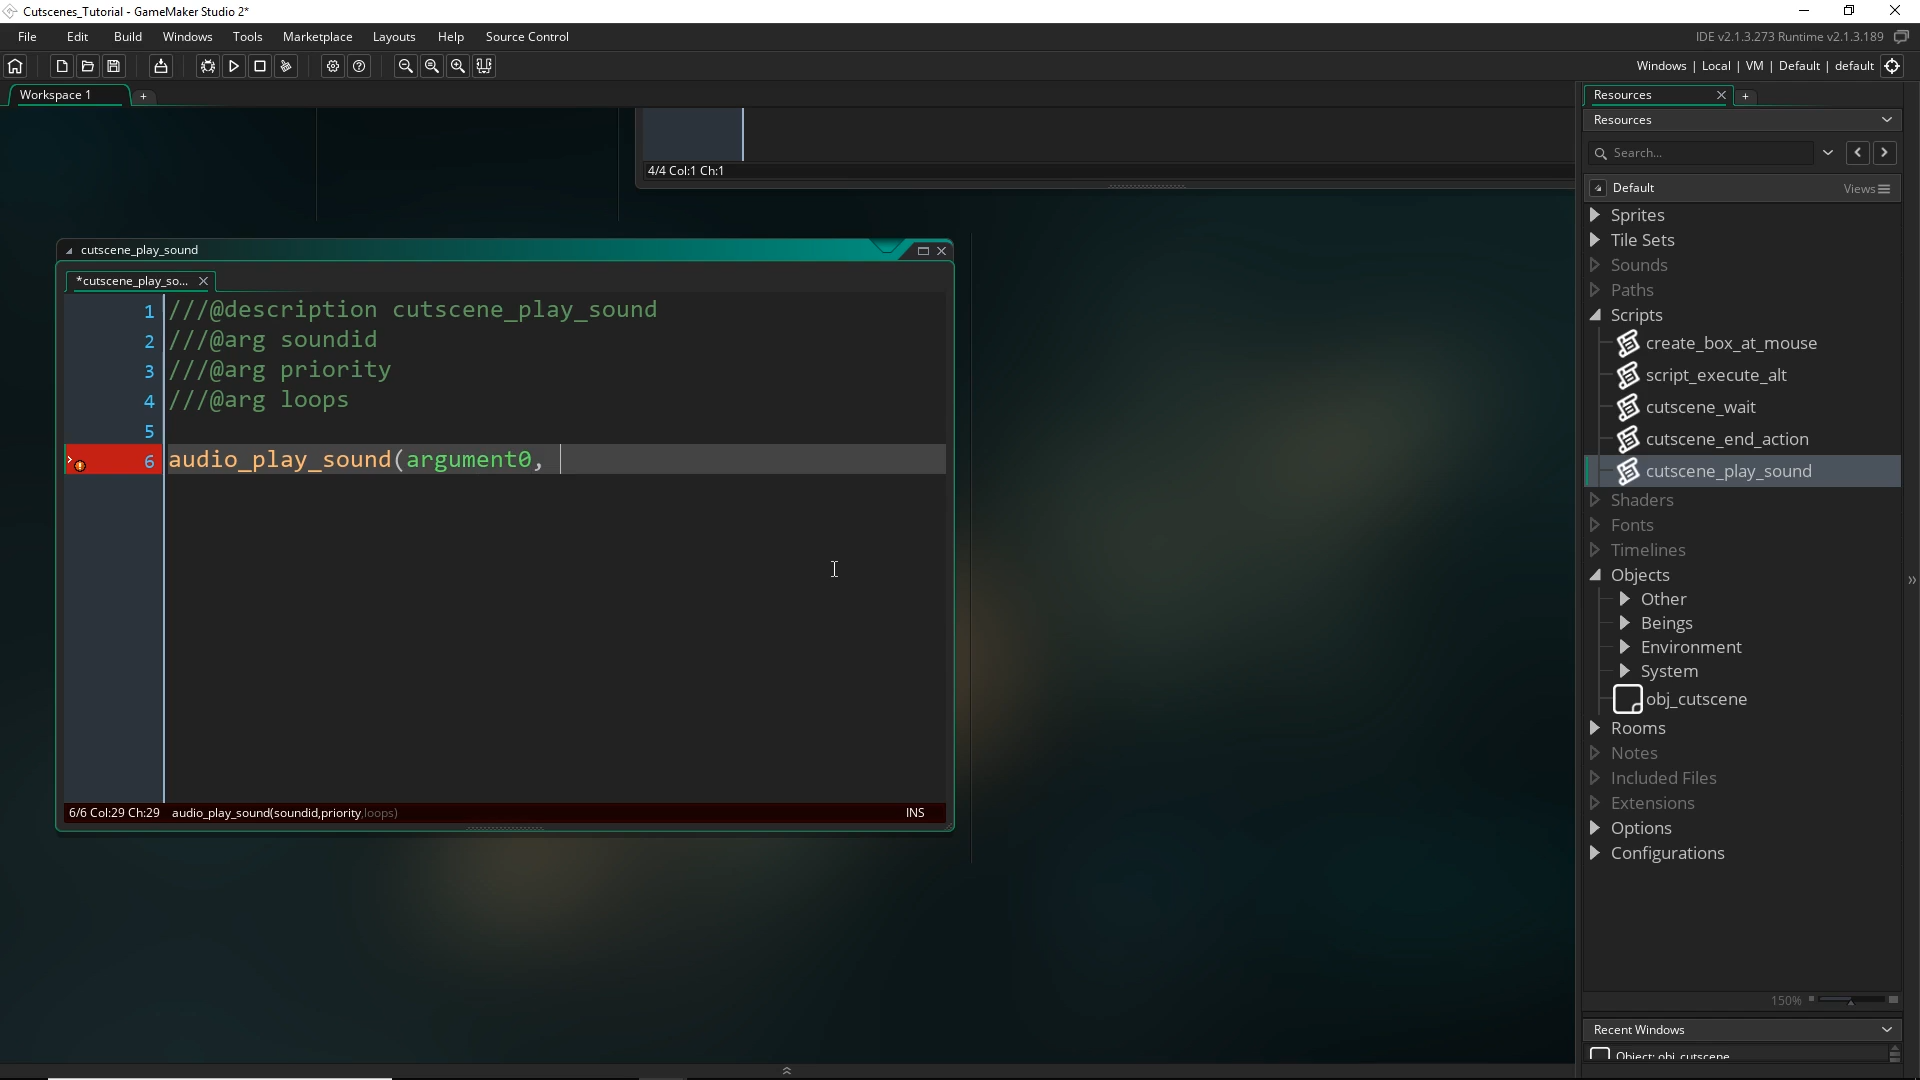 Cutscenes_Tutorial - GameMaker Studio 2*
File Edit Build Windows Tools Marketplace Layouts Help Source Control
IDE v2.1.3.273 Runtime v2.1.3.189
Windows | Local | VM | Default | default
Workspace 1
+
4/4 Col:1 Ch:1
cutscene_play_sound
*cutscene_play_so...
1 ///@description cutscene_play_sound
2 ///@arg soundid
3 ///@arg priority
4 ///@arg loops
5
6 audio_play_sound(argument0,
6/6 Col:29 Ch:29 audio_play_sound(soundid,priority,loops) INS
Resources
+
Resources
Search...
Default Views
Sprites
Tile Sets
Sounds
Paths
Scripts
create_box_at_mouse
script_execute_alt
cutscene_wait
cutscene_end_action
cutscene_play_sound
Shaders
Fonts
Timelines
Objects
Other
Beings
Environment
System
obj_cutscene
Rooms
Notes
Included Files
Extensions
Options
Configurations
150%
Recent Windows
Object: obj_cutscene